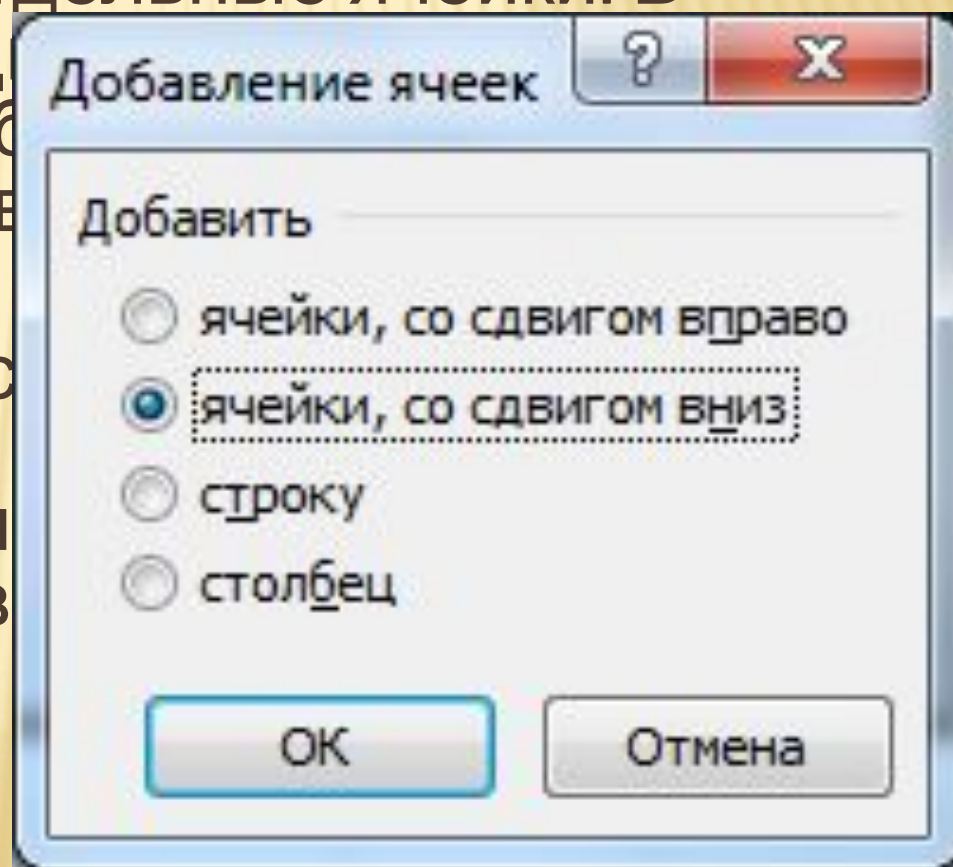 Добавление ячеек
Добавить
ячейки, со сдвигом вправо
ячейки, со сдвигом вниз
строку
столбец
ОК
Отмена